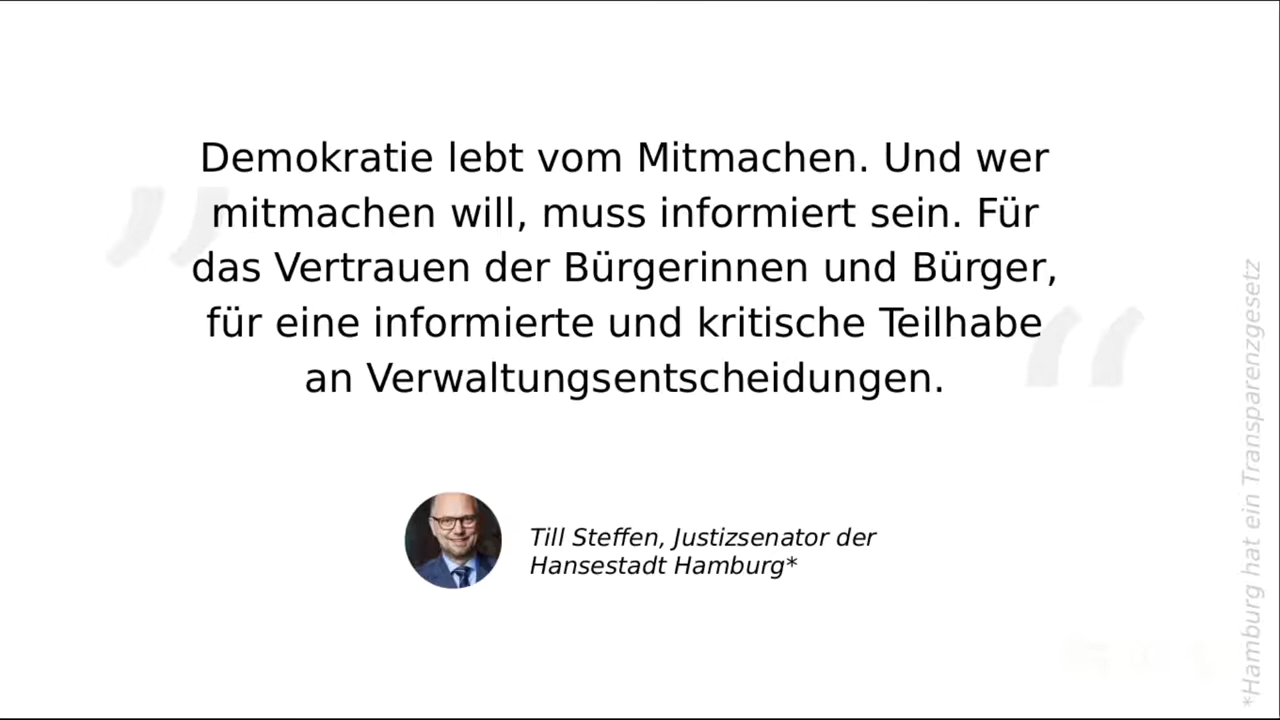 Demokratie lebt vom Mitmachen. Und wer
mitmachen will, muss informiert sein. Für
das Vertrauen der Bürgerinnen und Bürger,
für eine informierte und kritische Teilhabe
an Verwaltungsentscheidungen.
Till Steffen, Justizsenator der
Hansestadt Hamburg*
*Hamburg hat ein Transparenzgesetz